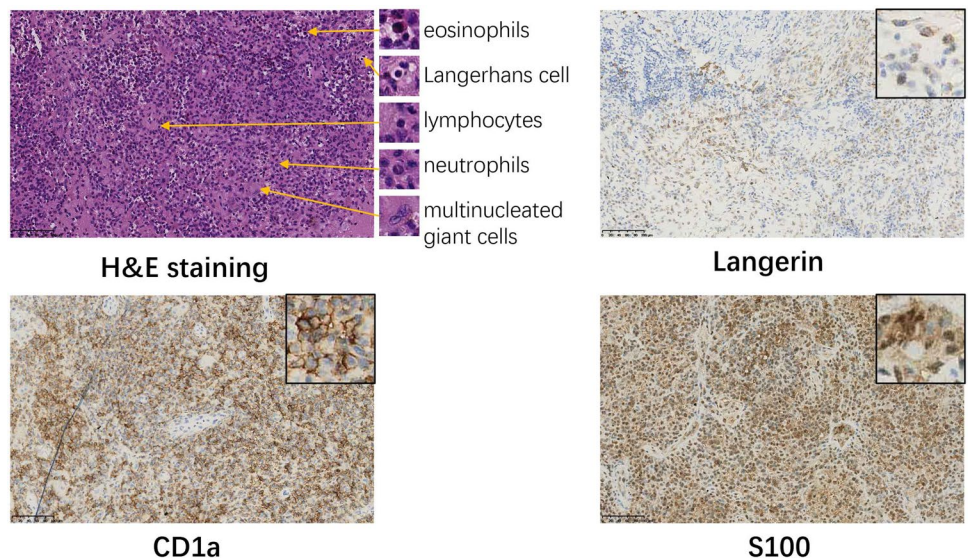 eosinophils
Langerhans cell
lymphocytes
neutrophils
multinucleated
giant cells
H&E staining
Langerin
CD1a
S100